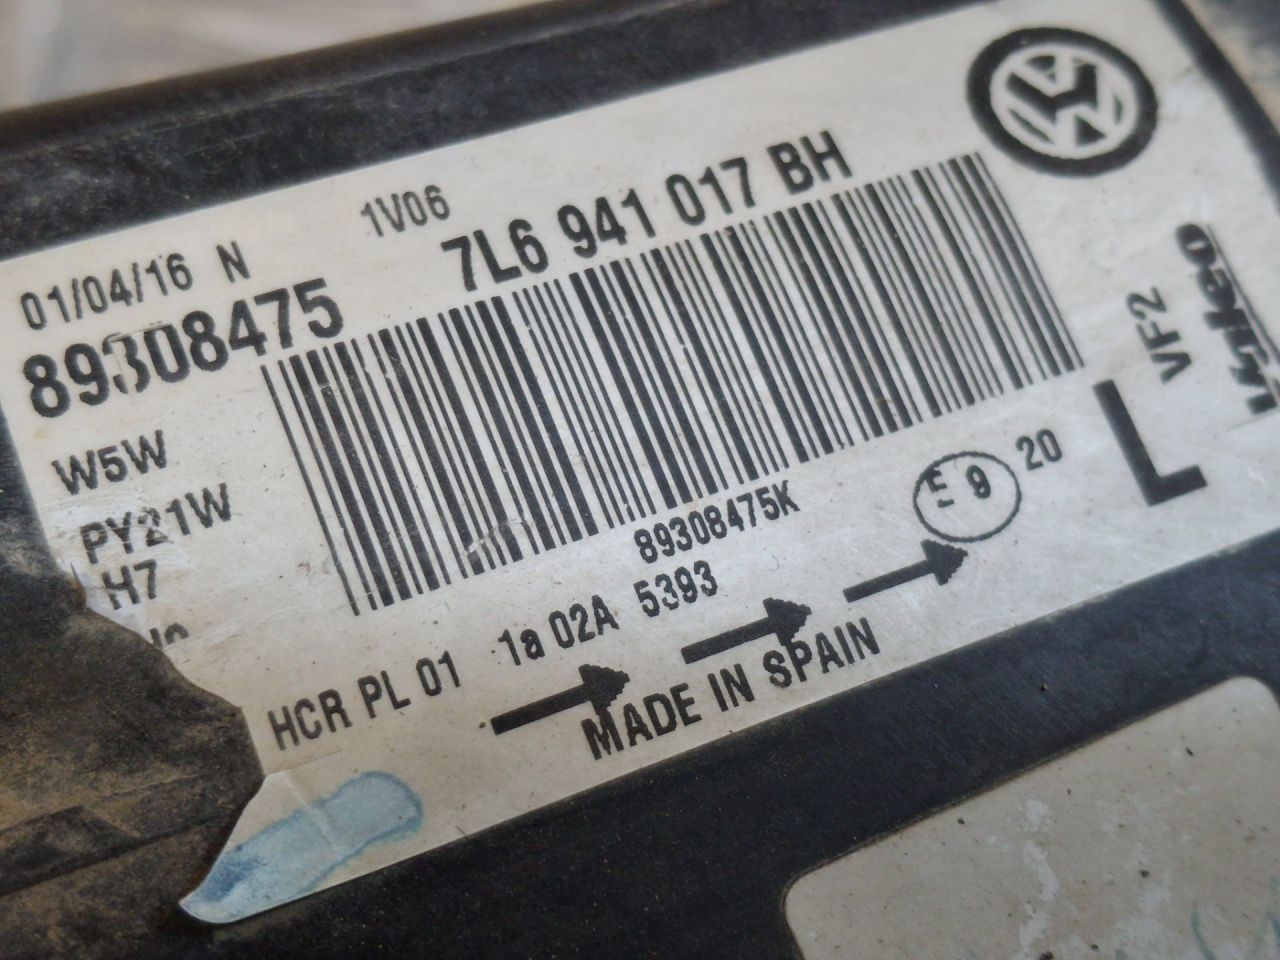 01/04/16 N
1V06
89308475
7L6 941 017 BH
W5W
PY21W
H7
89308475K
E 9 20
HCR PL 01 1a 02A 5393
MADE IN SPAIN
L
VF2
Valeo